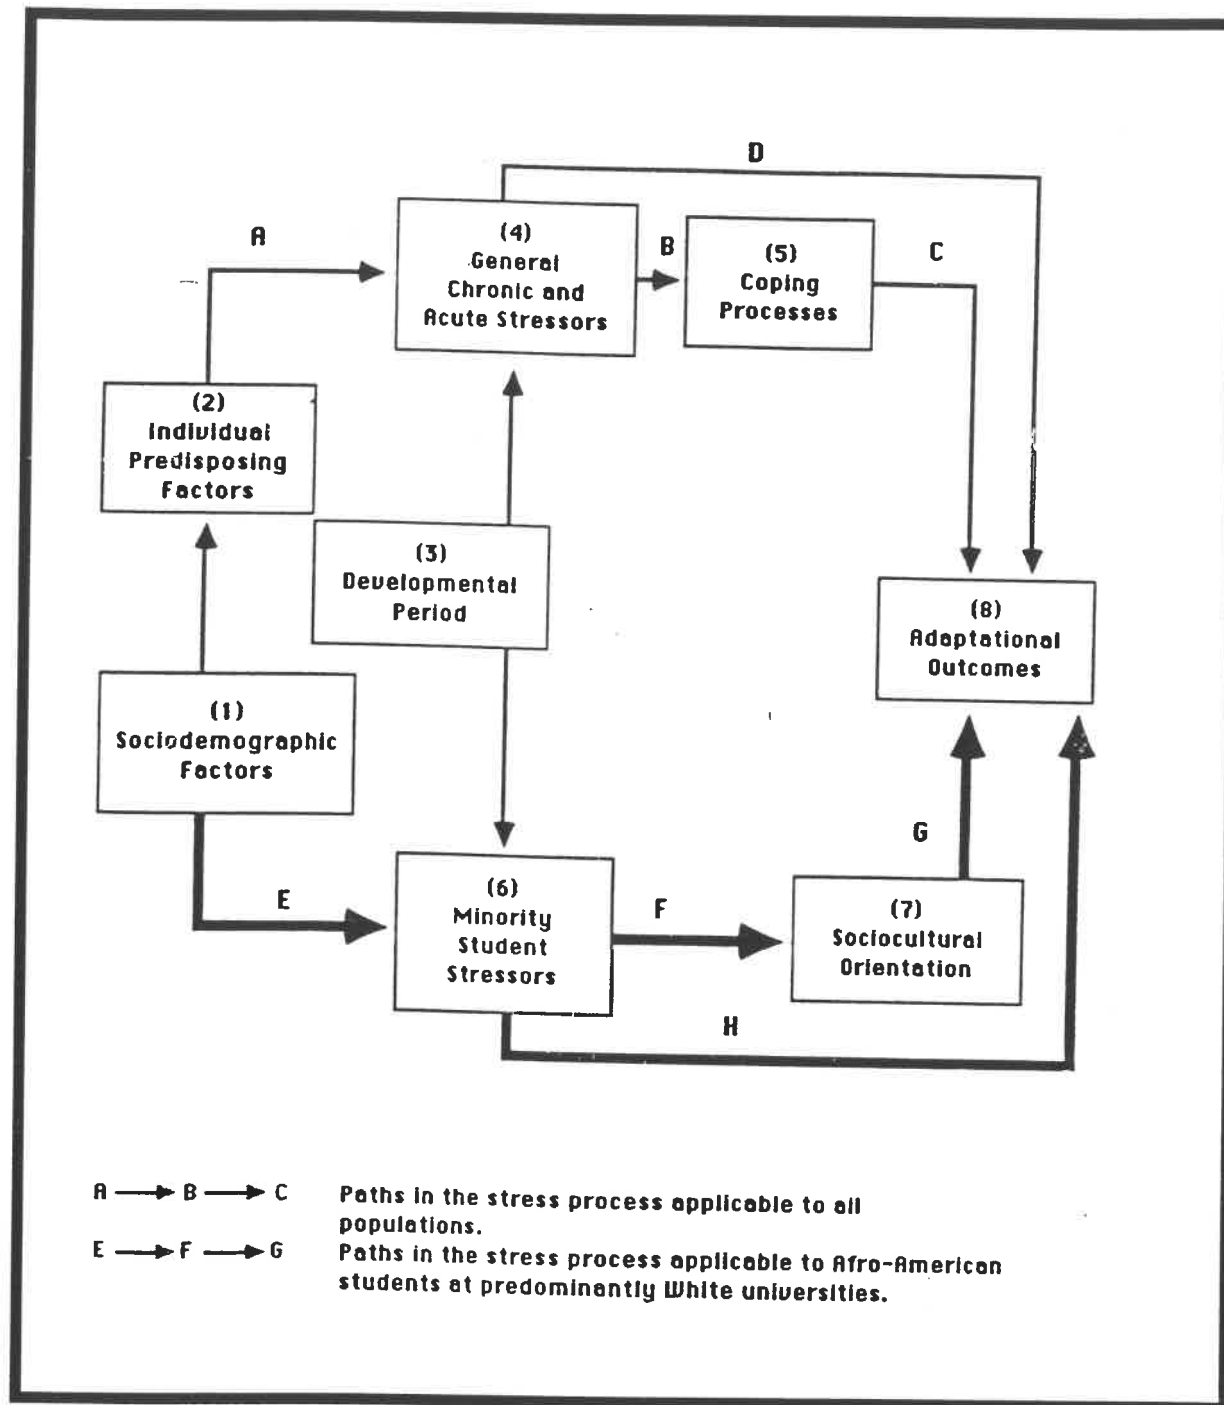 D
A
(4)
General
Chronic and
Acute Stressors
B
(5)
Coping
Processes
C
(2)
Individual
Predisposing
Factors
(3)
Developmental
Period
(8)
Adaptational
Outcomes
(1)
Sociodemographic
Factors
G
E
(6)
Minority
Student
Stressors
F
(7)
Sociocultural
Orientation
H
A → B → C Paths in the stress process applicable to all
populations.
E → F → G Paths in the stress process applicable to Afro-American
students at predominantly White universities.